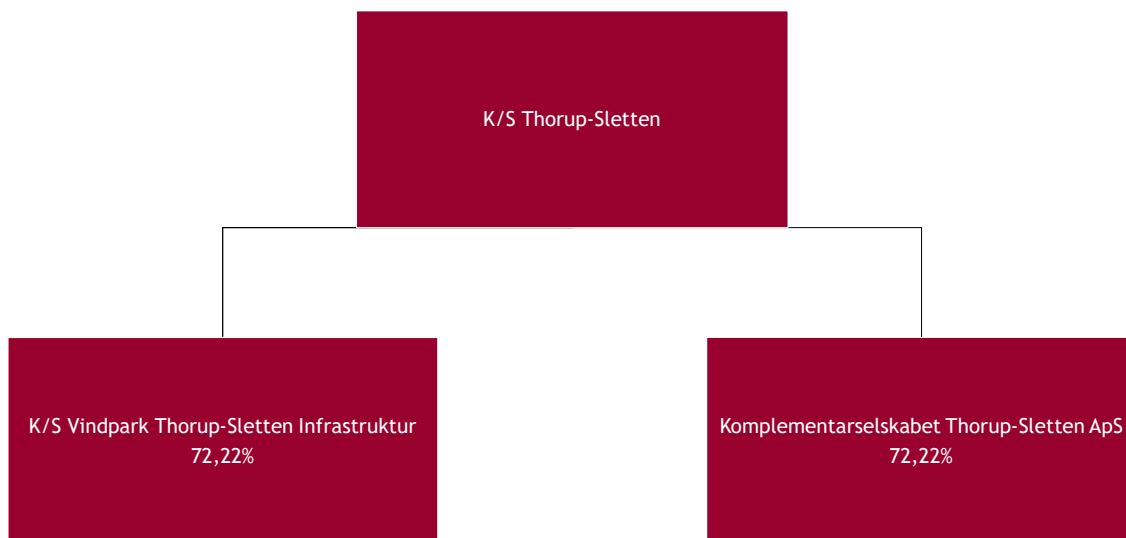 K/S Thorup-Sletten
K/S Vindpark Thorup-Sletten Infrastruktur
72,22%
Komplementarselskabet Thorup-Sletten ApS
72,22%